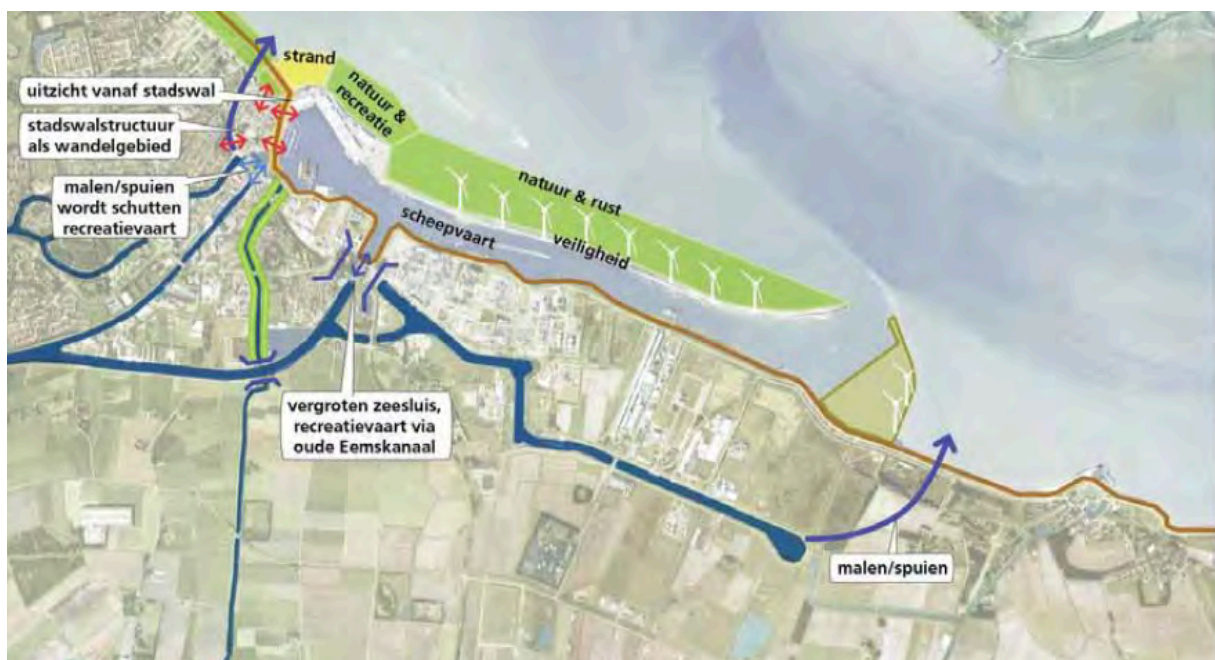 strand
natuur &
recreatie
uitzicht vanaf stadswal
stadswalstructuur
als wandelgebied
malen/spuien
wordt schutten
recreatievaart
natuur & rust
scheepvaart
veiligheid
vergroten zeesluis,
recreatievaart via
oude Eemskanaal
malen/spuien